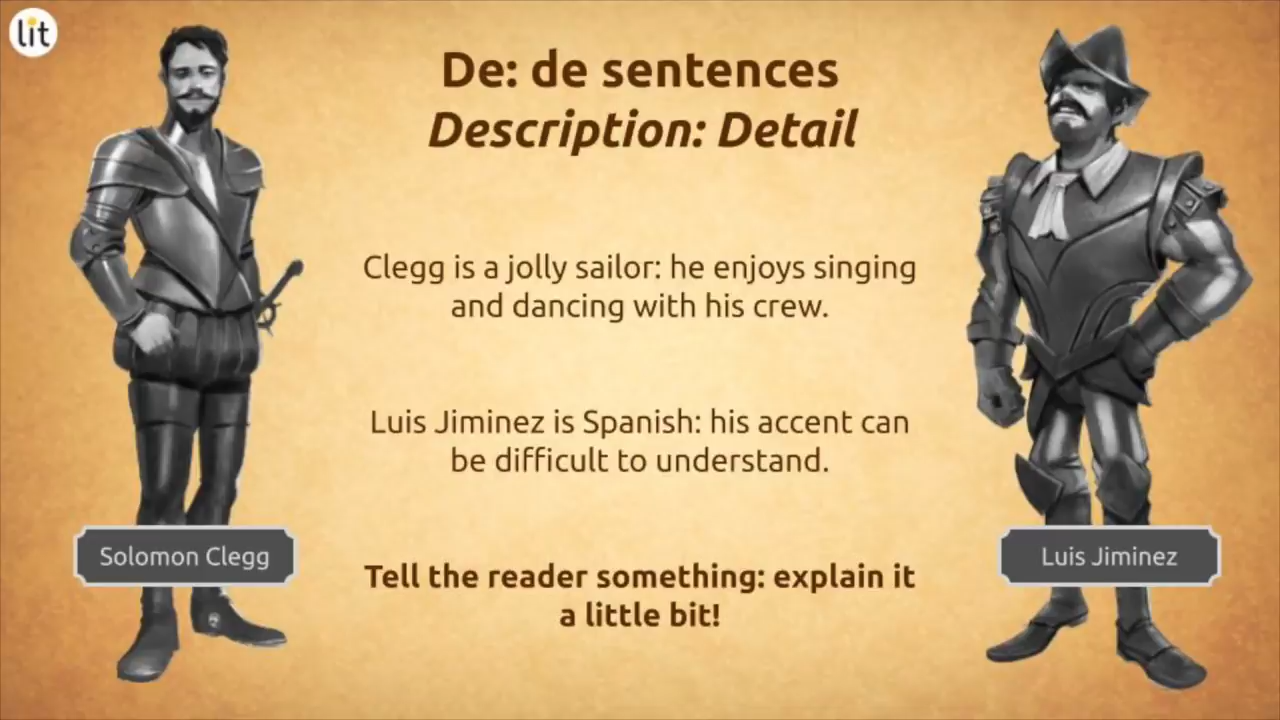 lit
De: de sentences
Description: Detail
Clegg is a jolly sailor: he enjoys singing
and dancing with his crew.
Luis Jiminez is Spanish: his accent can
be difficult to understand.
Solomon Clegg
Luis Jiminez
Tell the reader something: explain it
a little bit!